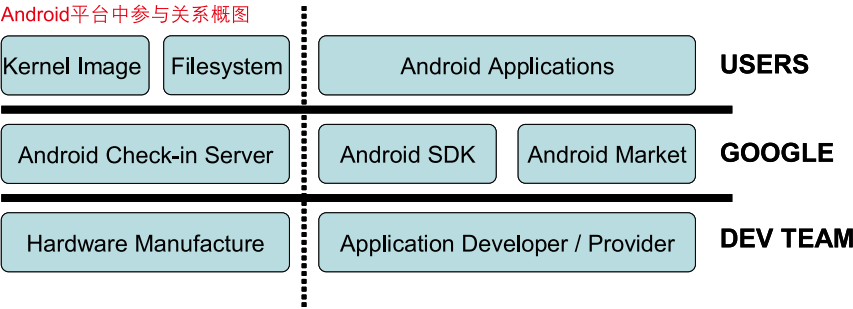 Android平台中参与关系概图
Kernel Image Filesystem Android Applications USERS
Android Check-in Server Android SDK Android Market GOOGLE
Hardware Manufacture Application Developer / Provider DEV TEAM